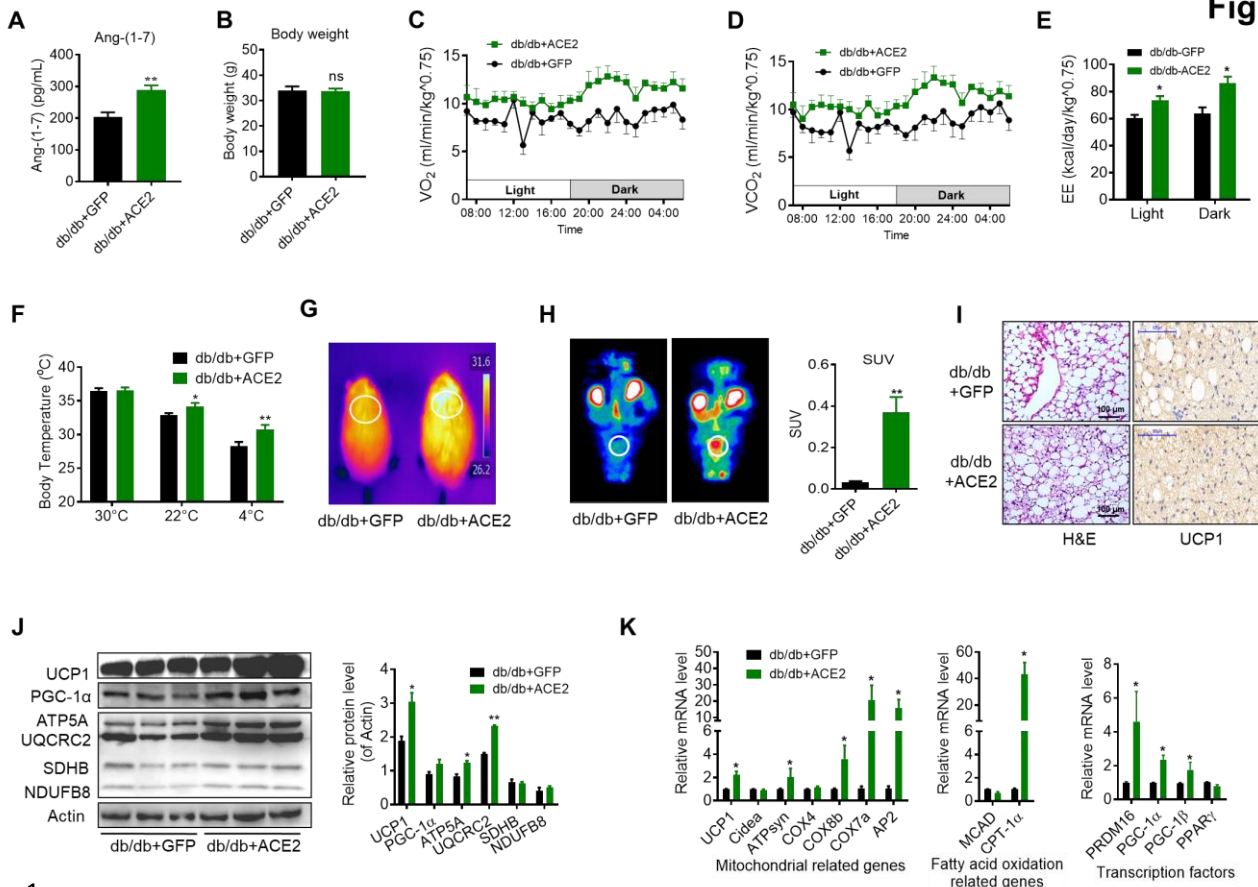 Fig
A
Ang-(1-7)
Ang-(1-7) (pg/mL)
400
300
200
100
0
**
db/db+GFP
db/db+ACE2
B
Body weight
Body weight (g)
50
40
30
20
10
0
ns
db/db+GFP
db/db+ACE2
C
db/db+ACE2
db/db+GFP
VO2 (ml/min/kg^0.75)
15
10
5
0
Light
Dark
08:00 12:00 16:00 20:00 24:00 04:00
Time
D
db/db+ACE2
db/db+GFP
VCO2 (ml/min/kg^0.75)
15
10
5
0
Light
Dark
08:00 12:00 16:00 20:00 24:00 04:00
Time
E
db/db-GFP
db/db-ACE2
EE (kcal/day/kg^0.75)
100
80
60
40
20
0
*
*
Light
Dark
F
db/db+GFP
db/db+ACE2
Body Temperature (⁰C)
40
35
30
25
20
*
**
30°C
22°C
4°C
G
31.6
26.2
db/db+GFP
db/db+ACE2
H
db/db+GFP
db/db+ACE2
SUV
SUV
0.6
0.4
0.2
0.0
**
db/db+GFP
db/db+ACE2
I
db/db
+GFP
db/db
+ACE2
100 μm
100 μm
H&E
UCP1
J
UCP1
PGC-1α
ATP5A
UQCRC2
SDHB
NDUFB8
Actin
db/db+GFP
db/db+ACE2
db/db+GFP
db/db+ACE2
Relative protein level
(of Actin)
4
3
2
1
0
*
*
**
UCP1
PGC-1α
ATP5A
UQCRC2
SDHB
NDUFB8
K
db/db+GFP
db/db+ACE2
Relative mRNA level
50
40
30
20
10
6
4
2
0
*
*
*
*
*
UCP1
Cidea
ATPsyn
COX4
COX8b
COX7a
AP2
Mitochondrial related genes
Relative mRNA level
60
50
40
30
20
10
6
4
2
0
*
MCAD
CPT-1α
Fatty acid oxidation
related genes
Relative mRNA level
8
6
4
2
0
*
*
*
PRDM16
PGC-1α
PGC-1β
PPARγ
Transcription factors